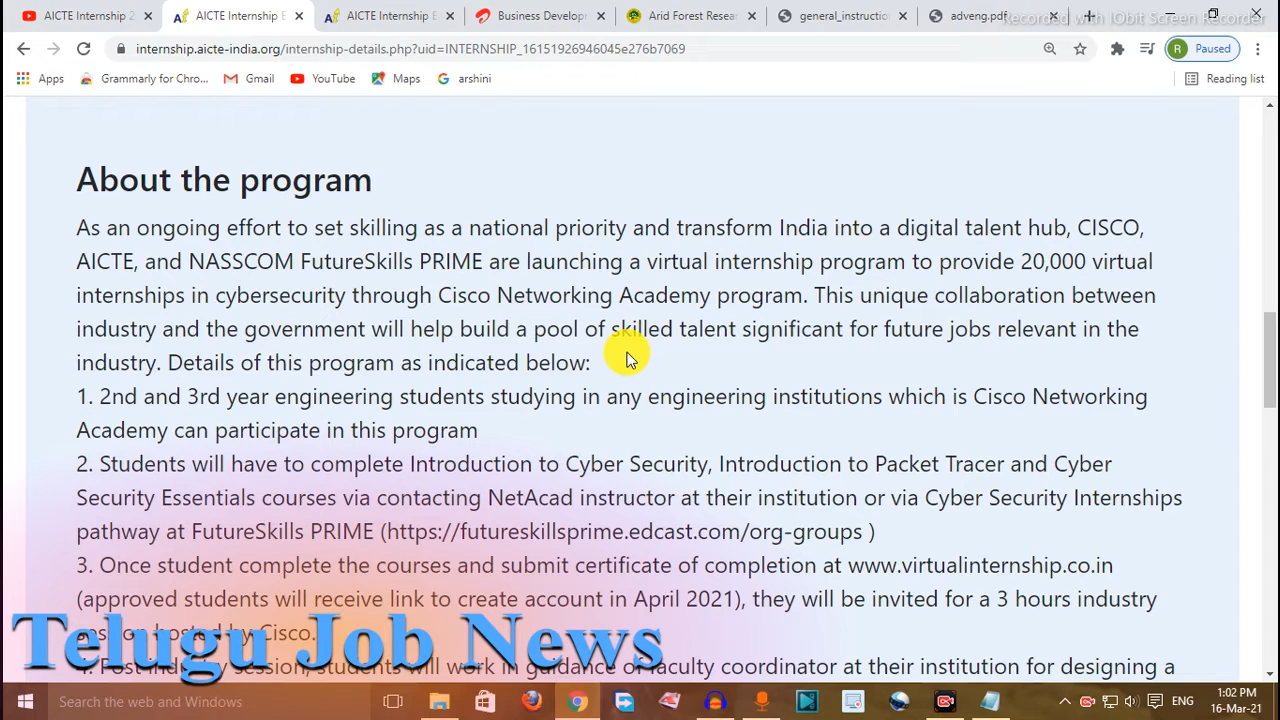 AICTE Internship 2
AICTE Internship E
AICTE Internship E
Business Develop
Arid Forest Rese
general_instructio
adveng.pdf
Recorded with IObit Screen Recorder
internship.aicte-india.org/internship-details.php?uid=INTERNSHIP_16151926946045e276b7069
R Paused
Apps
Grammarly for Chro...
Gmail
YouTube
Maps
arshini
Reading list
About the program
As an ongoing effort to set skilling as a national priority and transform India into a digital talent hub, CISCO,
AICTE, and NASSCOM FutureSkills PRIME are launching a virtual internship program to provide 20,000 virtual
internships in cybersecurity through Cisco Networking Academy program. This unique collaboration between
industry and the government will help build a pool of skilled talent significant for future jobs relevant in the
industry. Details of this program as indicated below:
1. 2nd and 3rd year engineering students studying in any engineering institutions which is Cisco Networking
Academy can participate in this program
2. Students will have to complete Introduction to Cyber Security, Introduction to Packet Tracer and Cyber
Security Essentials courses via contacting NetAcad instructor at their institution or via Cyber Security Internships
pathway at FutureSkills PRIME (https://futureskillsprime.edcast.com/org-groups )
3. Once student complete the courses and submit certificate of completion at www.virtualinternship.co.in
(approved students will receive link to create account in April 2021), they will be invited for a 3 hours industry
session hosted by Cisco.
Telugu Job News
4. Post industry session, students will work in guidance of faculty coordinator at their institution for designing a
Search the web and Windows
ENG
1:02 PM
16-Mar-21